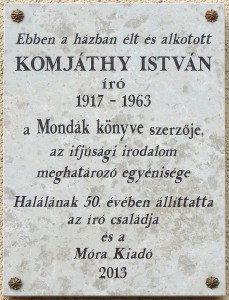 Ebben a házban élt és alkotott
KOMJÁTHY ISTVÁN
író
1917 - 1963
a Mondák könyve szerzője,
az ifjúsági irodalom
meghatározó egyénisége
Halálának 50. évében állíttatta
az író családja
és a
Móra Kiadó
2013